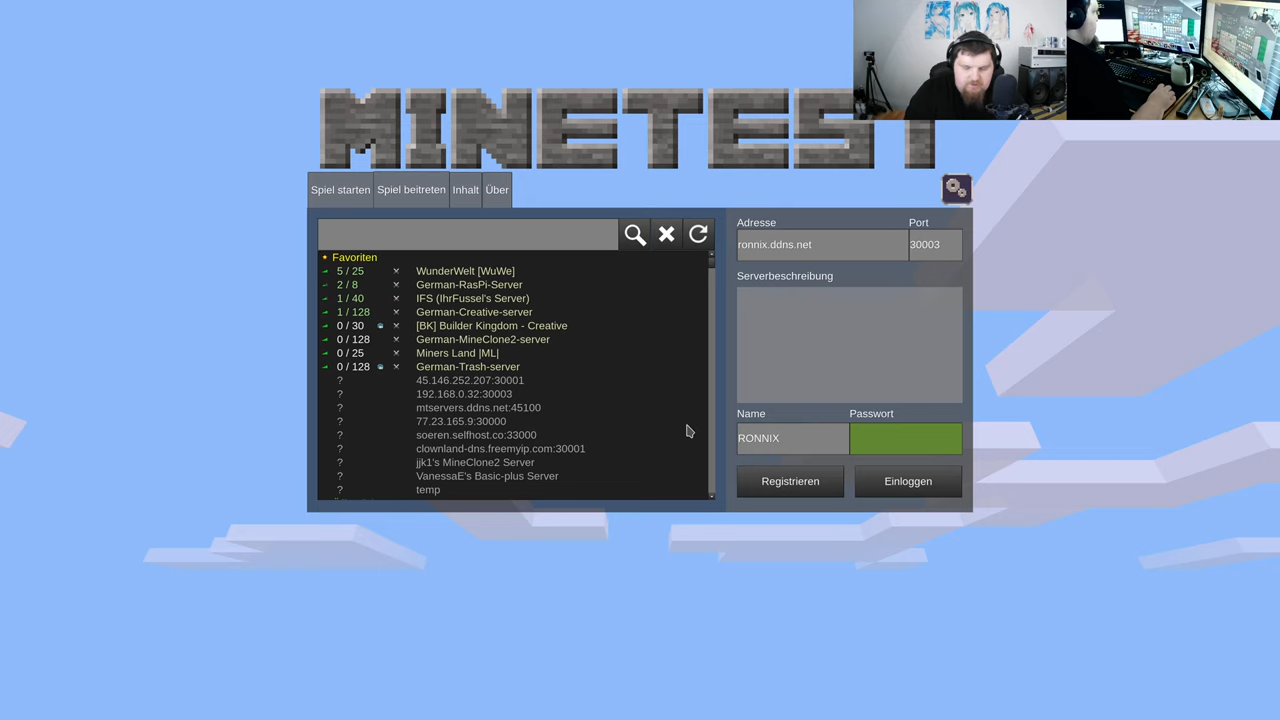 MINETEST
Spiel starten
Spiel beitreten
Inhalt
Über
Adresse
Port
ronnix.ddns.net
30003
Serverbeschreibung
Favoriten
5 / 25 WunderWelt [WuWe]
2 / 8 German-RasPi-Server
1 / 40 IFS (IhrFussel's Server)
1 / 128 German-Creative-server
0 / 30 [BK] Builder Kingdom - Creative
0 / 128 German-MineClone2-server
0 / 25 Miners Land |ML|
0 / 128 German-Trash-server
? 45.146.252.207:30001
? 192.168.0.32:30003
? mtservers.ddns.net:45100
? 77.23.165.9:30000
? soeren.selfhost.co:33000
? clownland-dns.freemyip.com:30001
? jjk1's MineClone2 Server
? VanessaE's Basic-plus Server
? temp
Name
Passwort
RONNIX
Registrieren
Einloggen